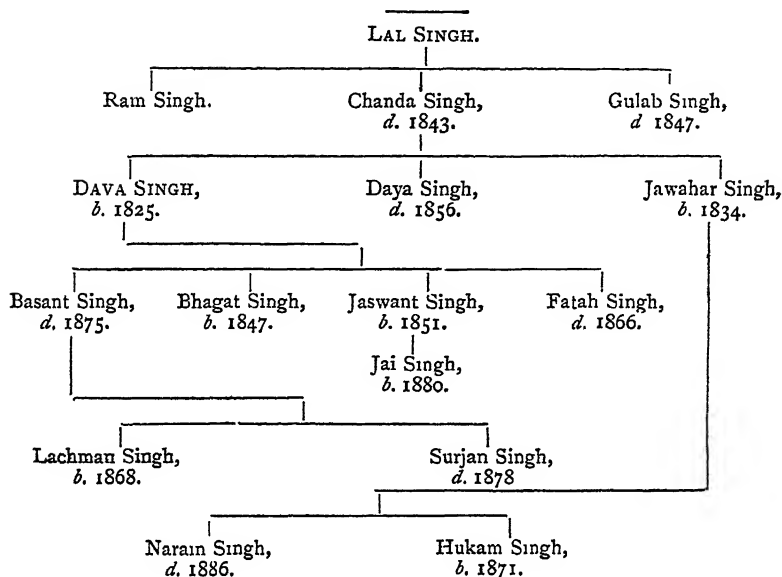 LAL SINGH.
Ram Singh. Chanda Singh, Gulab Singh,
d. 1843. d 1847.
DAVA SINGH, Daya Singh, Jawahar Singh,
b. 1825. d. 1856. b. 1834.
Basant Singh, Bhagat Singh, Jaswant Singh, Fatah Singh,
d. 1875. b. 1847. b. 1851. d. 1866.
Jai Singh,
b. 1880.
Lachman Singh, Surjan Singh,
b. 1868. d. 1878
Narain Singh, Hukam Singh,
d. 1886. b. 1871.